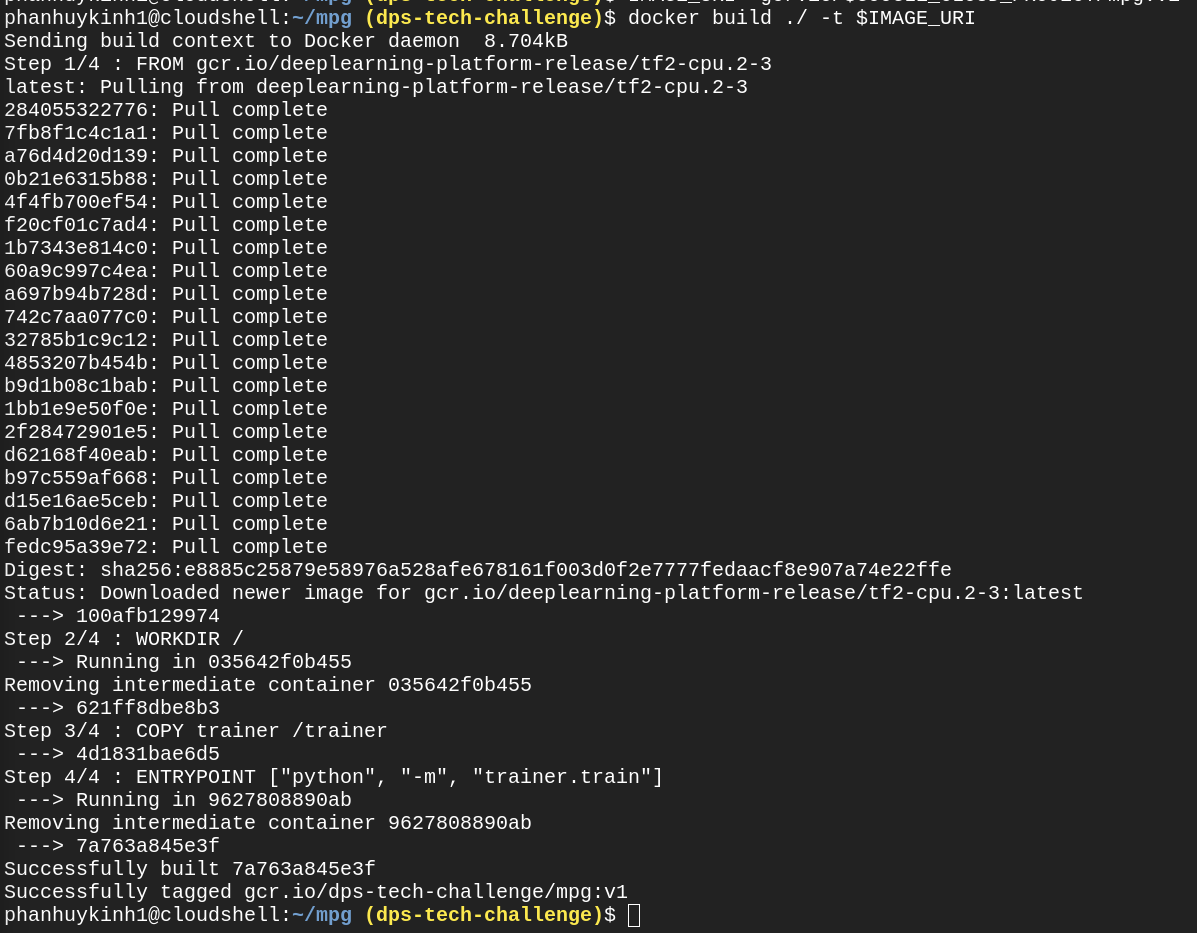 phanhuykinh1@cloudshell:~/mpg (dps-tech-challenge)$ docker build ./ -t $IMAGE_URI
Sending build context to Docker daemon  8.704kB
Step 1/4 : FROM gcr.io/deeplearning-platform-release/tf2-cpu.2-3
latest: Pulling from deeplearning-platform-release/tf2-cpu.2-3
284055322776: Pull complete
7fb8f1c4c1a1: Pull complete
a76d4d20d139: Pull complete
0b21e6315b88: Pull complete
4f4fb700ef54: Pull complete
f20cf01c7ad4: Pull complete
1b7343e814c0: Pull complete
60a9c997c4ea: Pull complete
a697b94b728d: Pull complete
742c7aa077c0: Pull complete
32785b1c9c12: Pull complete
4853207b454b: Pull complete
b9d1b08c1bab: Pull complete
1bb1e9e50f0e: Pull complete
2f28472901e5: Pull complete
d62168f40eab: Pull complete
b97c559af668: Pull complete
d15e16ae5ceb: Pull complete
6ab7b10d6e21: Pull complete
fedc95a39e72: Pull complete
Digest: sha256:e8885c25879e58976a528afe678161f003d0f2e7777fedaacf8e907a74e22ffe
Status: Downloaded newer image for gcr.io/deeplearning-platform-release/tf2-cpu.2-3:latest
 ---> 100afb129974
Step 2/4 : WORKDIR /
 ---> Running in 035642f0b455
Removing intermediate container 035642f0b455
 ---> 621ff8dbe8b3
Step 3/4 : COPY trainer /trainer
 ---> 4d1831bae6d5
Step 4/4 : ENTRYPOINT ["python", "-m", "trainer.train"]
 ---> Running in 9627808890ab
Removing intermediate container 9627808890ab
 ---> 7a763a845e3f
Successfully built 7a763a845e3f
Successfully tagged gcr.io/dps-tech-challenge/mpg:v1
phanhuykinh1@cloudshell:~/mpg (dps-tech-challenge)$